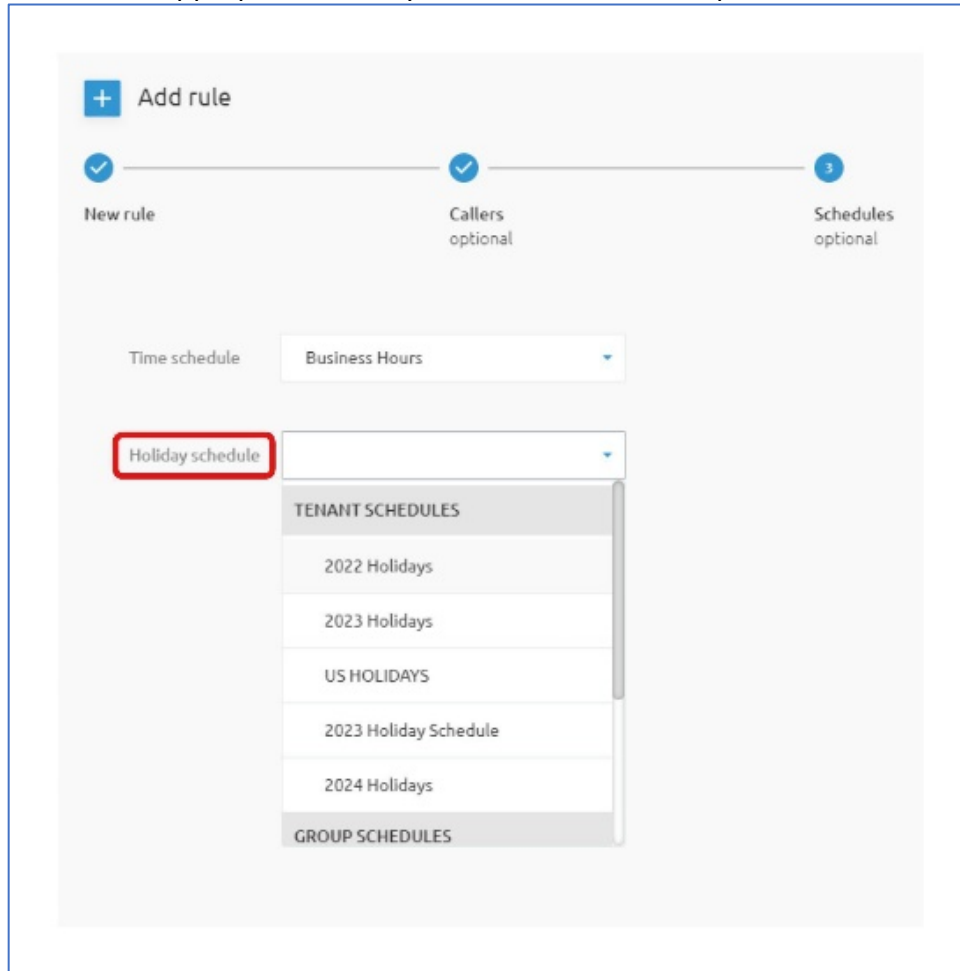 Add rule
3
New rule Callers Schedules
optional optional
Time schedule Business Hours
Holiday schedule
TENANT SCHEDULES
2022 Holidays
2023 Holidays
US HOLIDAYS
2023 Holiday Schedule
2024 Holidays
GROUP SCHEDULES